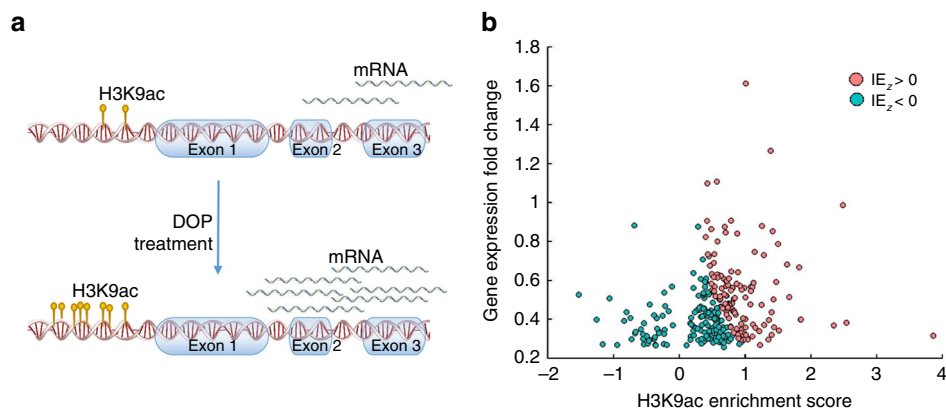 a
mRNA
H3K9ac
Exon 1
Exon 2
Exon 3
DOP
treatment
mRNA
H3K9ac
Exon 1
Exon 2
Exon 3
b
Gene expression fold change
1.8
1.6
1.4
1.2
1
0.8
0.6
0.4
0.2
IEz > 0
IEz < 0
−2
−1
0
1
2
3
4
H3K9ac enrichment score